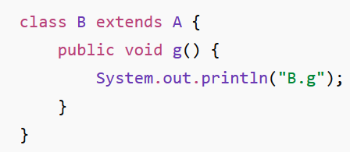 class B extends A {
    public void g() {
        System.out.println("B.g");
    }
}